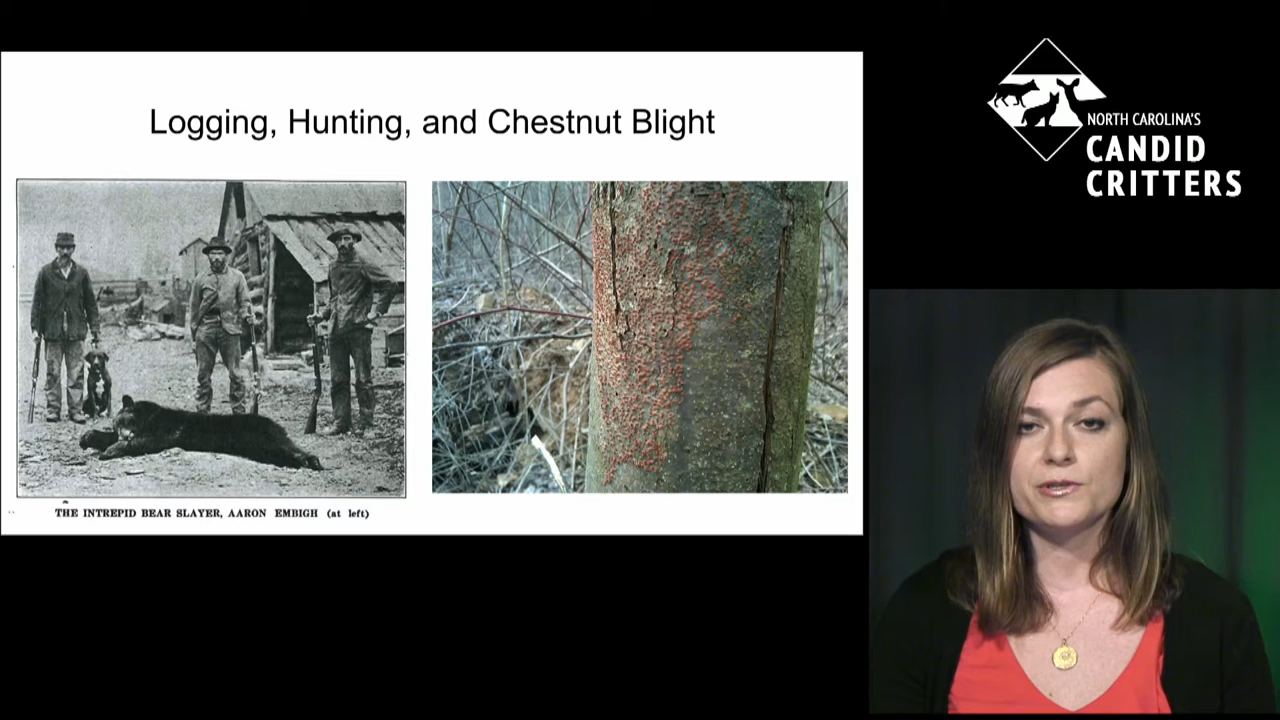 Logging, Hunting, and Chestnut Blight
THE INTREPID BEAR SLAYER, AARON EMBIGH (at left)
NORTH CAROLINA'S
CANDID
CRITTERS